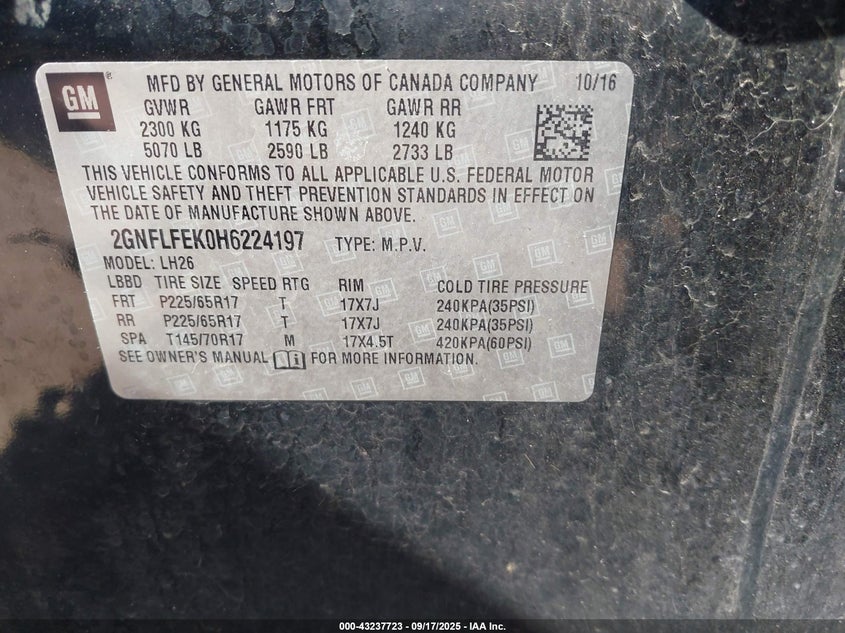 GM ® MFD BY GENERAL MOTORS OF CANADA COMPANY 10/16
GVWR GAWR FRT GAWR RR
2300 KG 1175 KG 1240 KG
5070 LB 2590 LB 2733 LB
THIS VEHICLE CONFORMS TO ALL APPLICABLE U.S. FEDERAL MOTOR
VEHICLE SAFETY AND THEFT PREVENTION STANDARDS IN EFFECT ON
THE DATE OF MANUFACTURE SHOWN ABOVE.
2GNFLFEK0H6224197 TYPE: M.P.V.
MODEL: LH26
LBBD TIRE SIZE SPEED RTG RIM COLD TIRE PRESSURE
FRT P225/65R17 T 17X7J 240KPA(35PSI)
RR P225/65R17 T 17X7J 240KPA(35PSI)
SPA T145/70R17 M 17X4.5T 420KPA(60PSI)
SEE OWNER'S MANUAL FOR MORE INFORMATION.
000-43237723 - 09/17/2025 - IAA Inc.